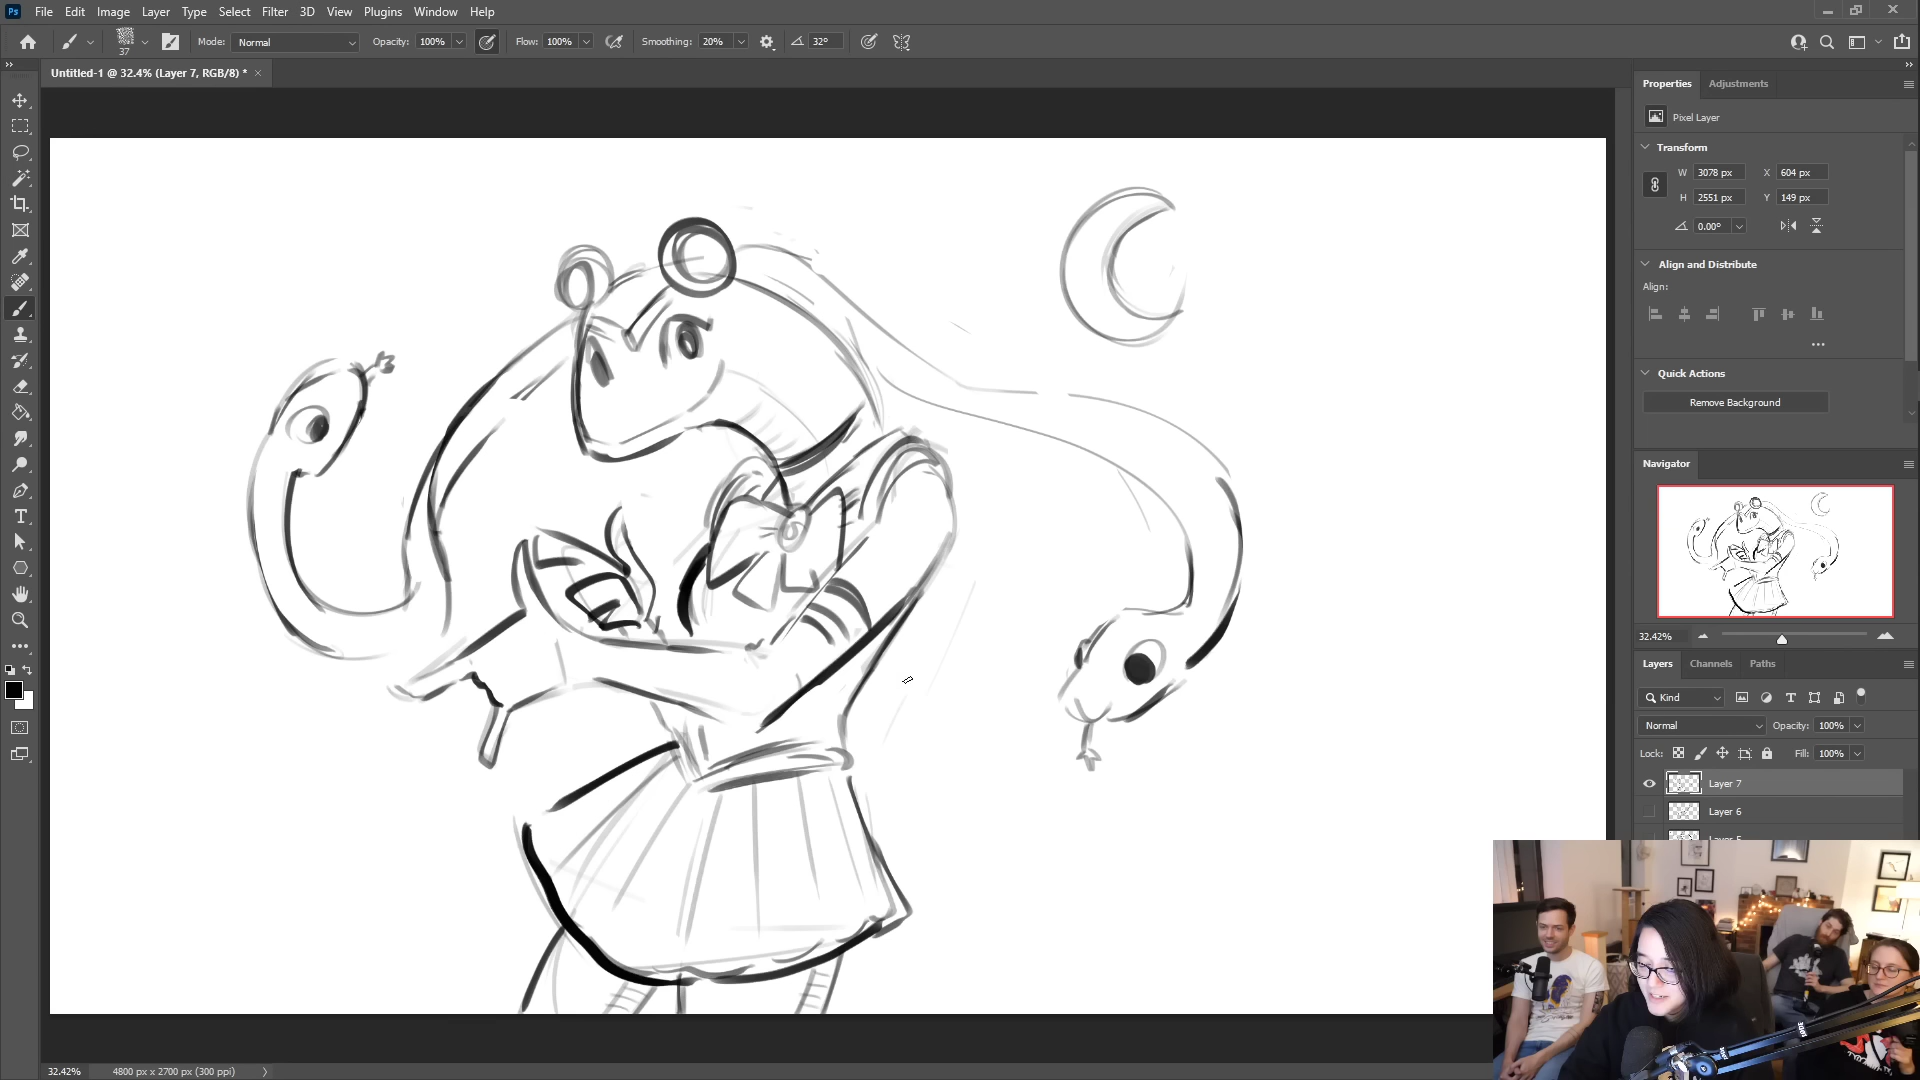 Ps File Edit Image Layer Type Select Filter 3D View Plugins Window Help
37 Mode: Normal Opacity: 100% Flow: 100% Smoothing: 20% 32°
Untitled-1 @ 32.4% (Layer 7, RGB/8) * ×
Properties Adjustments
Pixel Layer
Transform
W 3078 px X 604 px
H 2551 px Y 149 px
0.00°
Align and Distribute
Align:
Quick Actions
Remove Background
Navigator
32.42%
Layers Channels Paths
Kind
Normal Opacity: 100%
Lock: Fill: 100%
Layer 7
Layer 6
Layer 5
32.42% 4800 px x 2700 px (300 ppi)